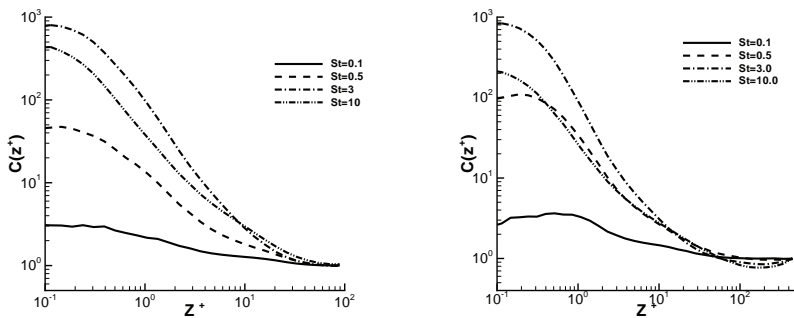 10³
10²
10¹
10⁰
C(z⁺)
10⁻¹
10⁰
10¹
10²
Z⁺
St=0.1
St=0.5
St=3
St=10
10³
10²
10¹
10⁰
C(z⁺)
10⁻¹
10⁰
10¹
10²
Z⁺
St=0.1
St=0.5
St=3.0
St=10.0